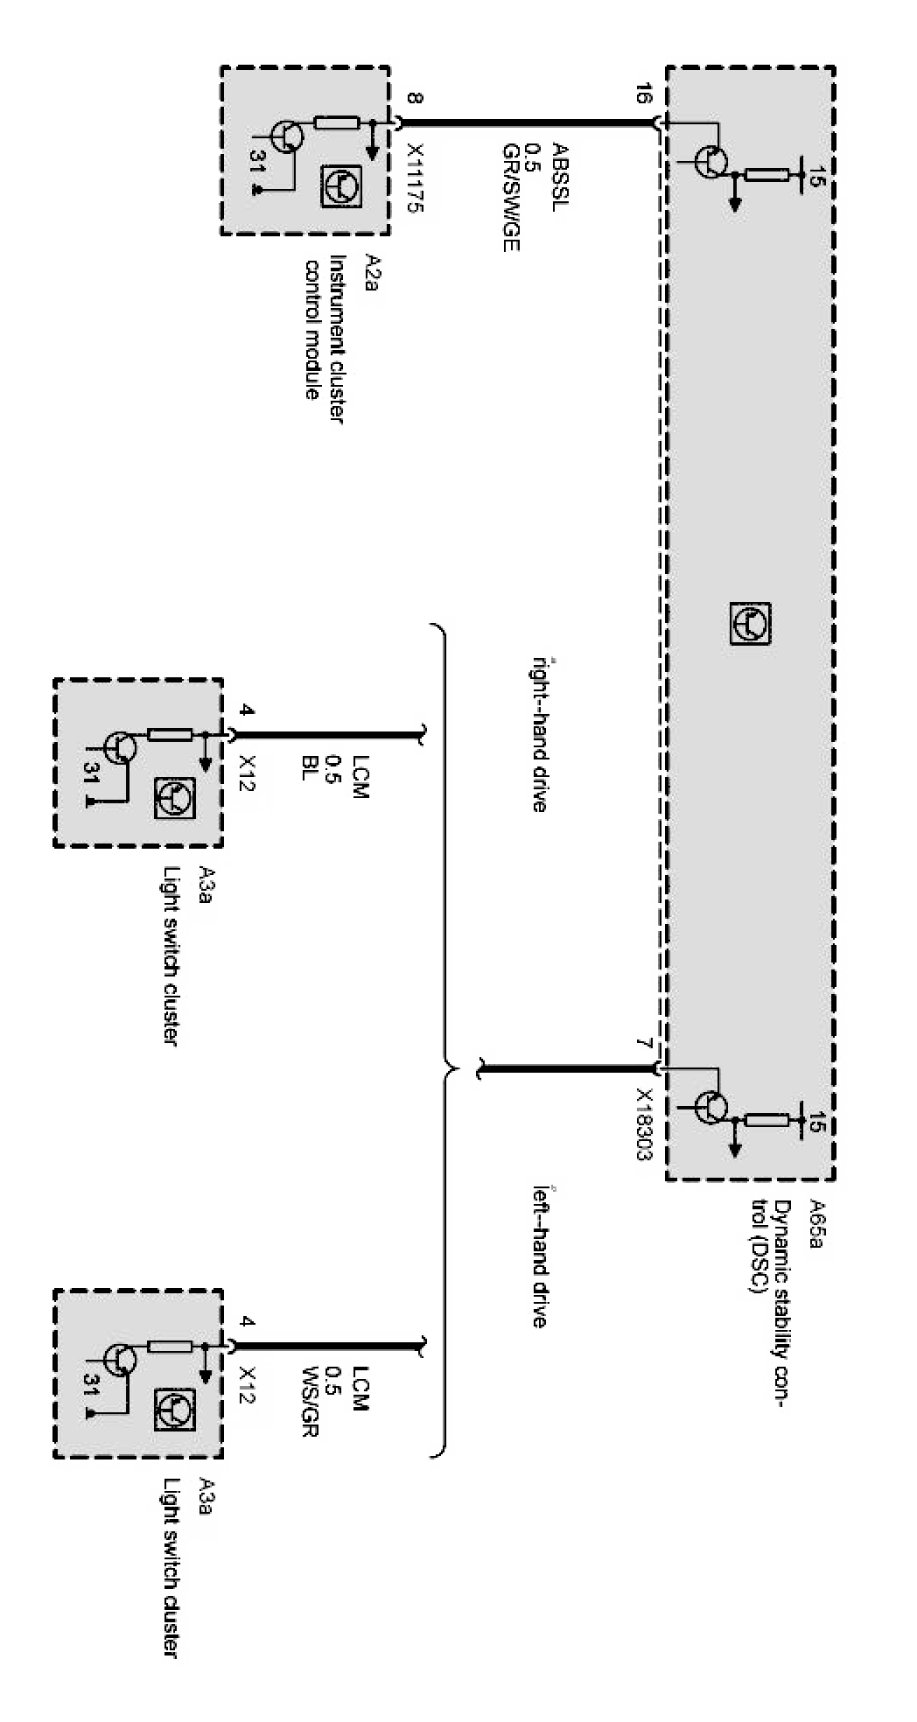 15
15
A65a
Dynamic stability con-
trol (DSC)
16
7
X18303
ABSSL
0.5
GR/SW/GE
right--hand drive
left--hand drive
8
X11175
A2a
Instrument cluster
control module
31
LCM
0.5
BL
LCM
0.5
WS/GR
4
X12
A3a
Light switch cluster
31
4
X12
A3a
Light switch cluster
31